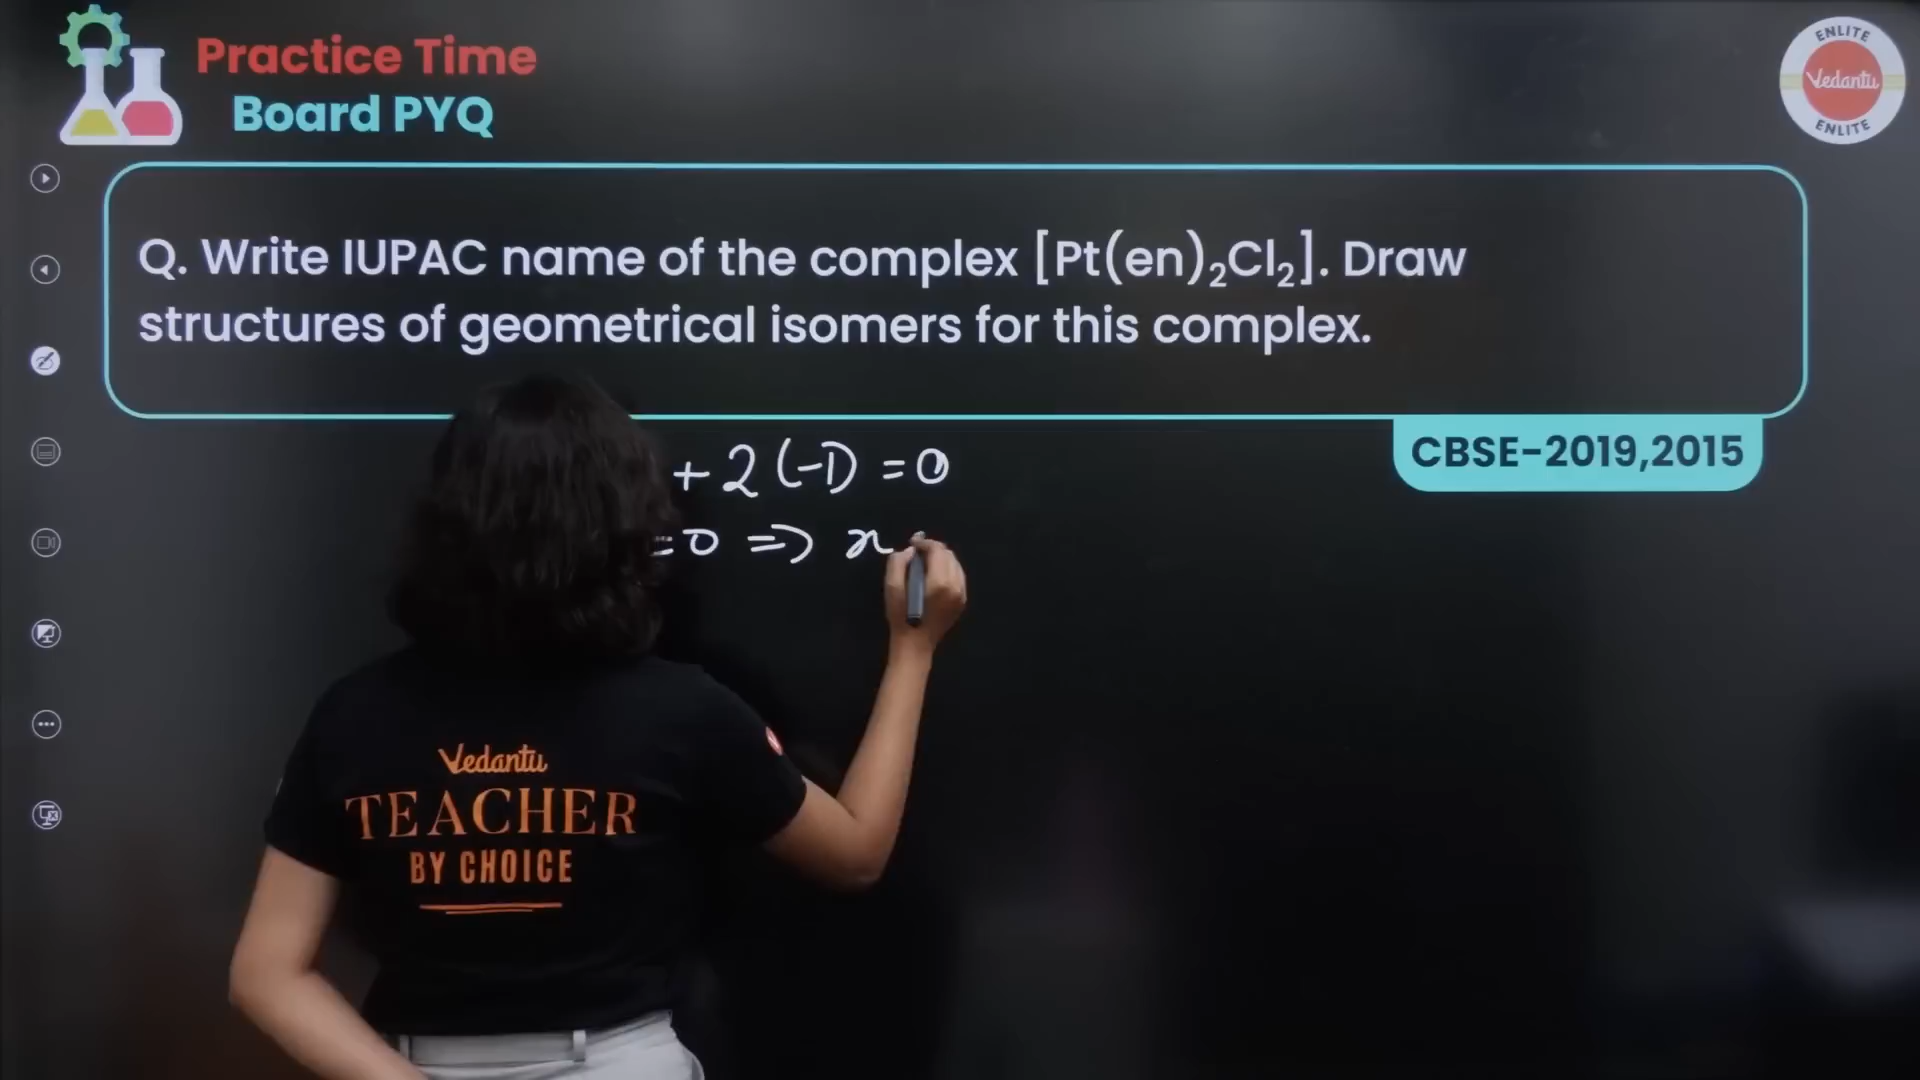 Practice Time
Board PYQ
ENLITE
Vedantu
ENLITE
Q. Write IUPAC name of the complex [Pt(en)₂Cl₂]. Draw
structures of geometrical isomers for this complex.
CBSE-2019,2015
+ 2 (-1) = 0
= 0 => x
Vedantu
TEACHER
BY CHOICE